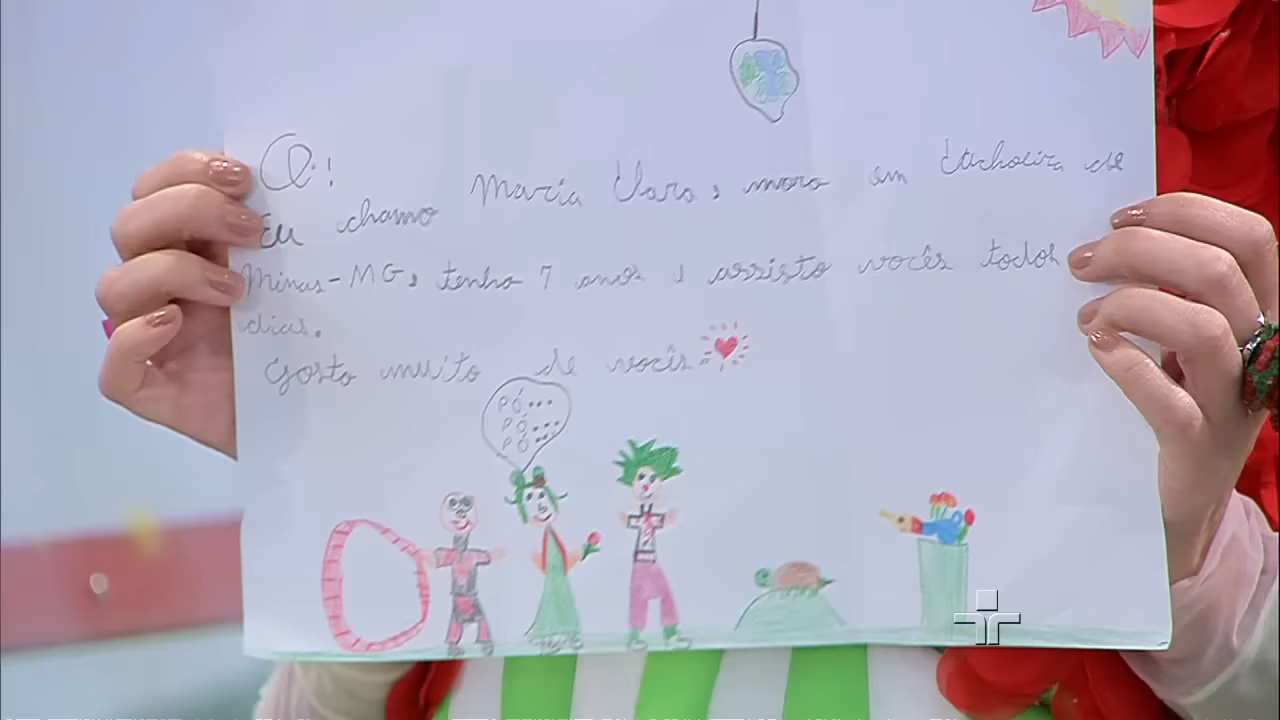 Oi!
Eu chamo Maria Clara, moro em Cachoeira de
Minas-MG, tenho 7 anos e assisto vocês todos
dias.
Gosto muito de vocês.
PÓ...
PÓ....
PÓ...